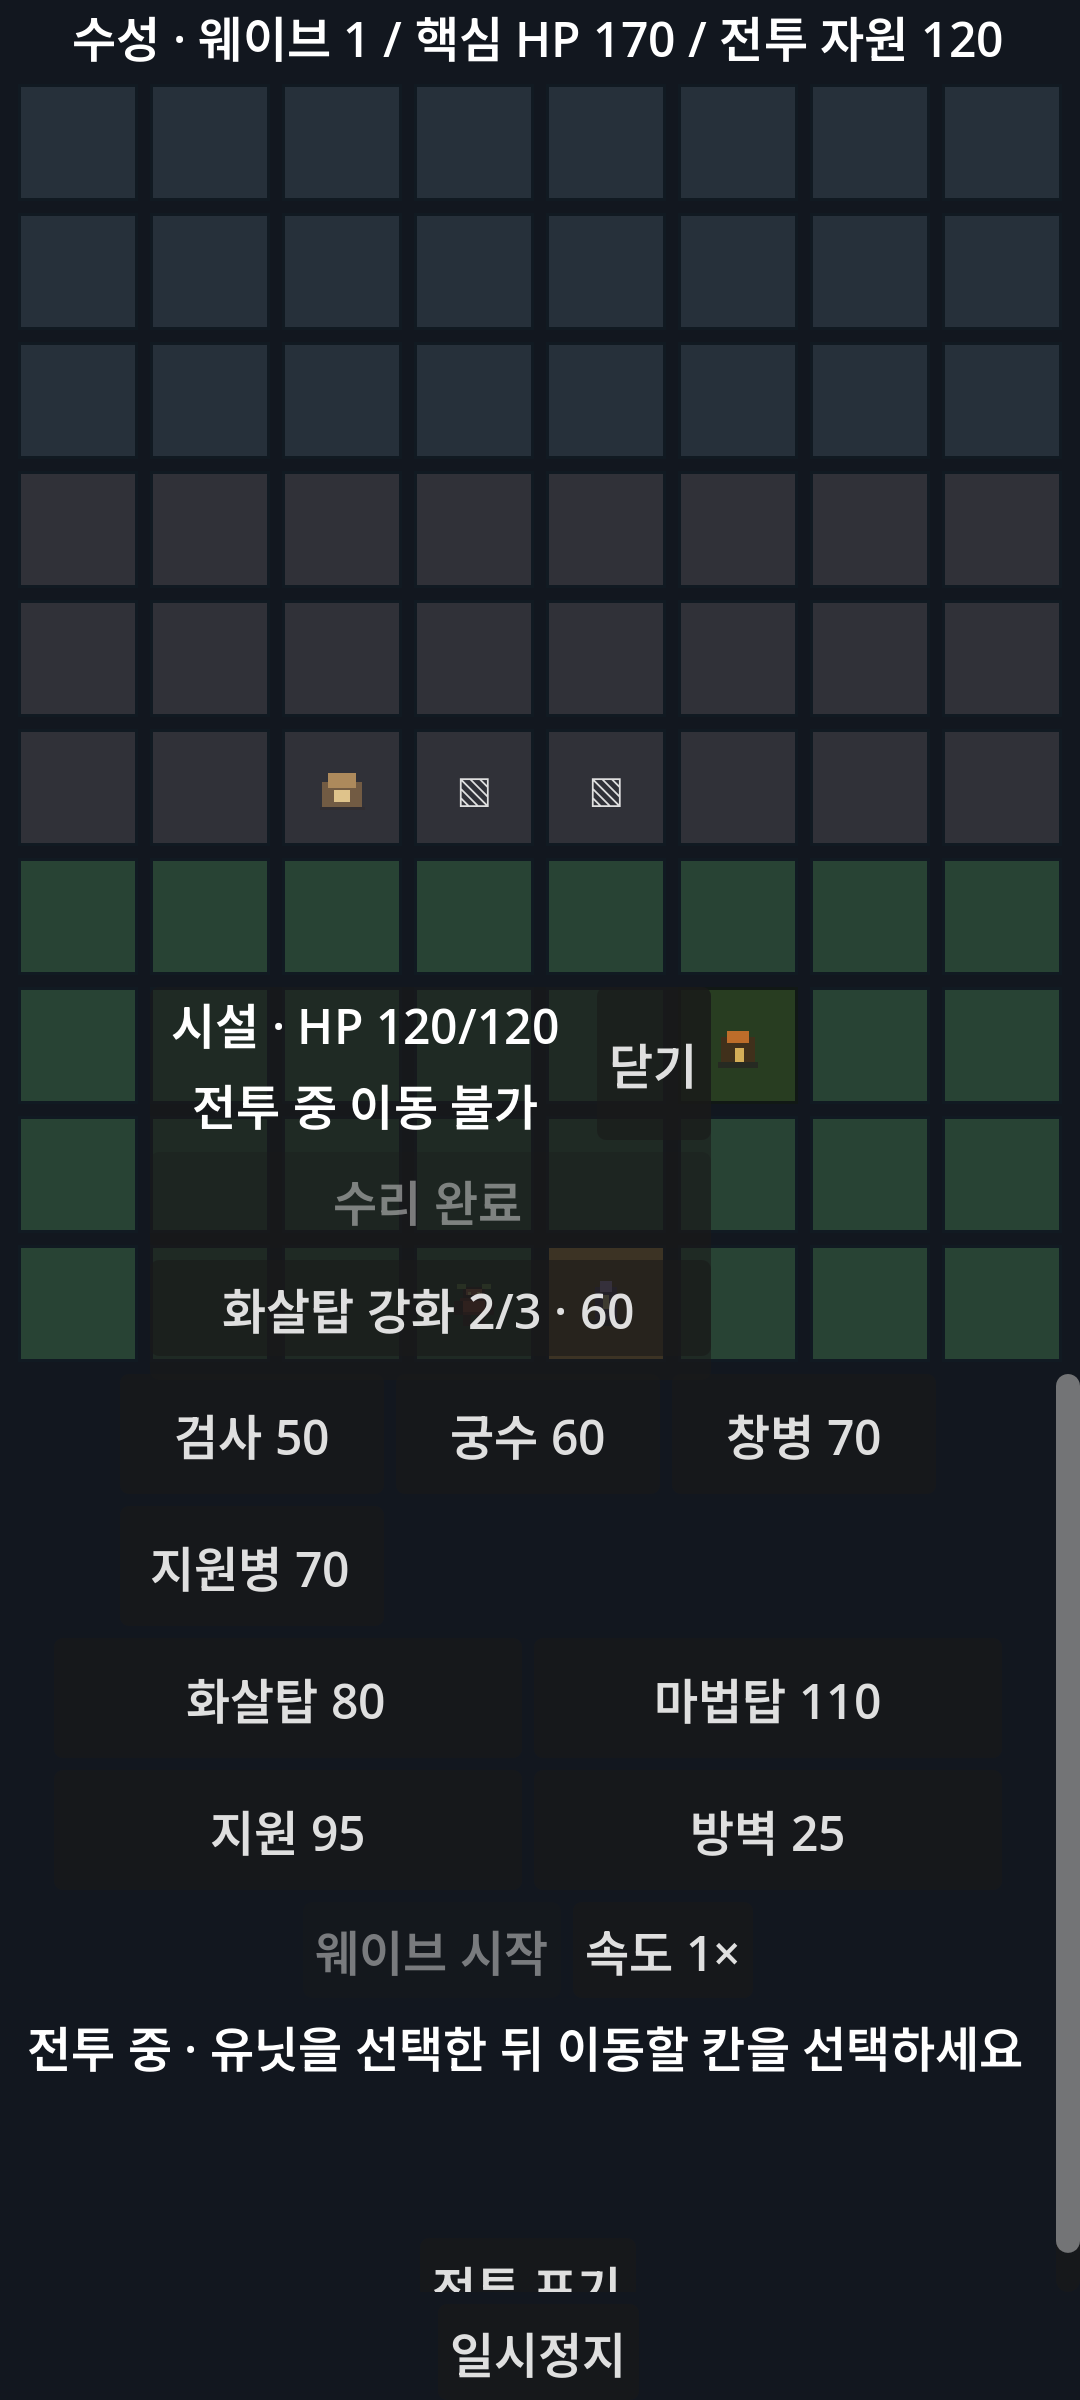 수성 · 웨이브 1 / 핵심 HP 170 / 전투 자원 120
시설 · HP 120/120
닫기
전투 중 이동 불가
수리 완료
화살탑 강화 2/3 · 60
검사 50
궁수 60
창병 70
지원병 70
화살탑 80
마법탑 110
지원 95
방벽 25
웨이브 시작
속도 1×
전투 중 · 유닛을 선택한 뒤 이동할 칸을 선택하세요
전투 포기
일시정지